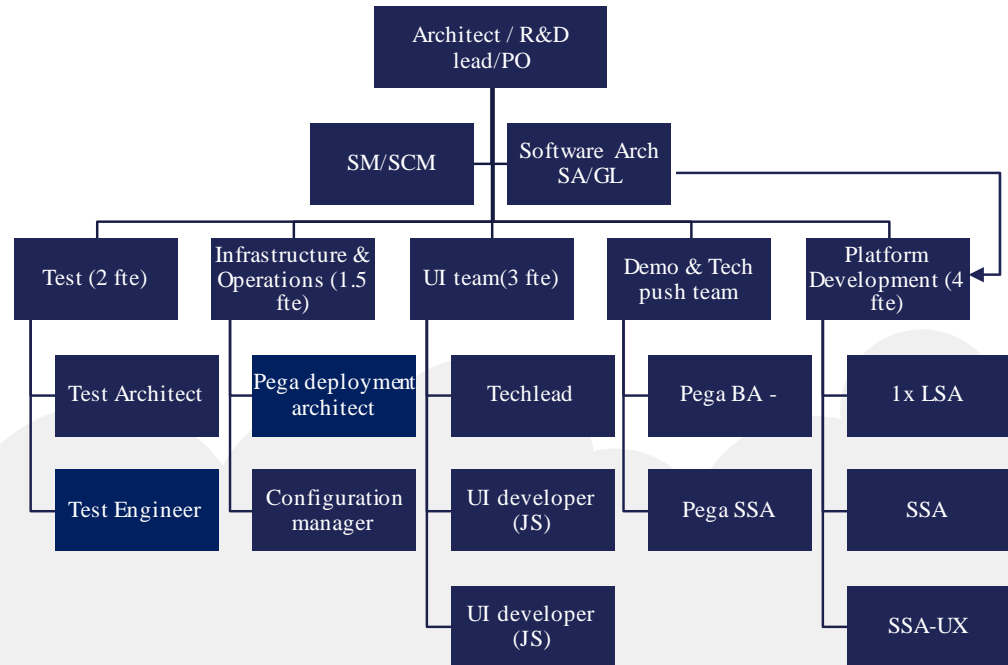 Architect / R&D
lead/PO
SM/SCM
Software Arch
SA/GL
Test (2 fte)
Infrastructure &
Operations (1.5
fte)
UI team(3 fte)
Demo & Tech
push team
Platform
Development (4
fte)
Test Architect
Pega deployment
architect
Techlead
Pega BA -
1x LSA
Test Engineer
Configuration
manager
UI developer
(JS)
Pega SSA
SSA
UI developer
(JS)
SSA-UX